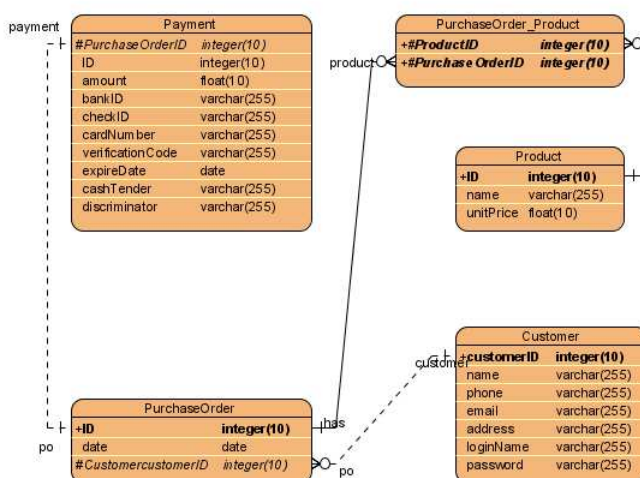 payment
Payment
#PurchaseOrderID integer(10)
ID integer(10)
amount float(10)
bankID varchar(255)
checkID varchar(255)
cardNumber varchar(255)
verificationCode varchar(255)
expireDate date
cashTender varchar(255)
discriminator varchar(255)
product
PurchaseOrder_Product
+#ProductID integer(10)
+#PurchaseOrderID integer(10)
Product
+ID integer(10)
name varchar(255)
unitPrice float(10)
customer
Customer
+customerID integer(10)
name varchar(255)
phone varchar(255)
email varchar(255)
address varchar(255)
loginName varchar(255)
password varchar(255)
po
PurchaseOrder
+ID integer(10)
date date
#CustomercustomerID integer(10)
has
po